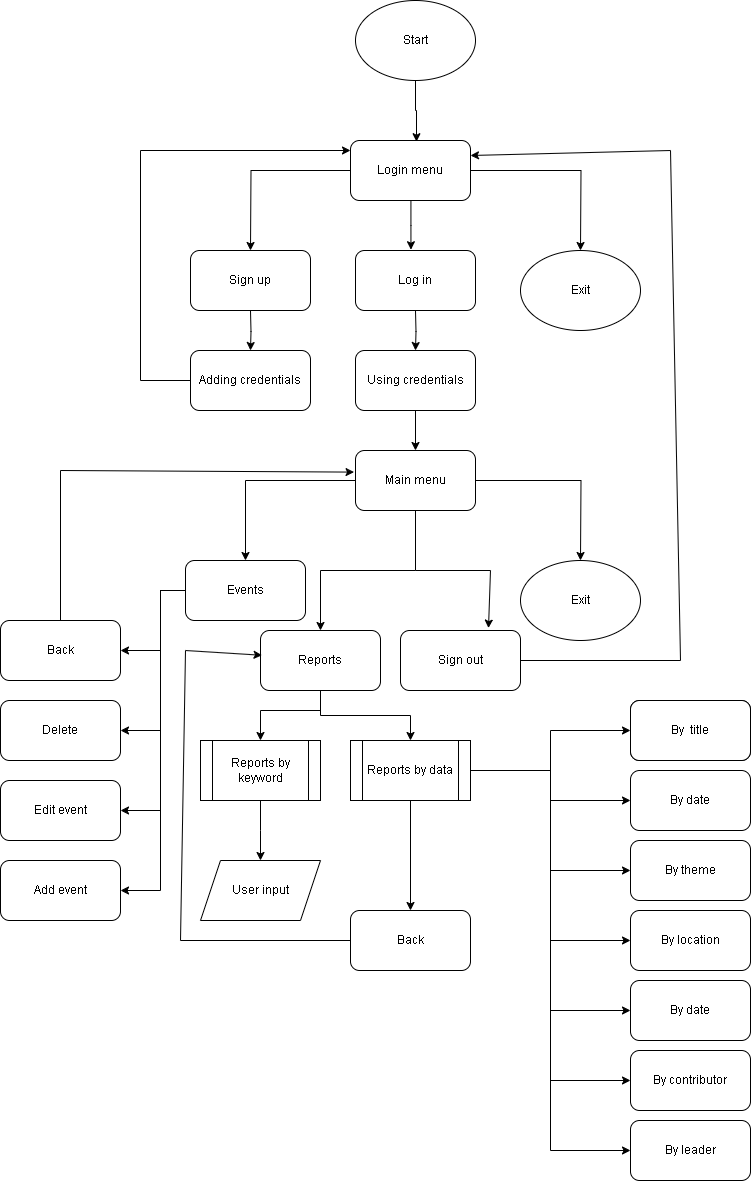 Start
Login menu
Sign up
Log in
Exit
Adding credentials
Using credentials
Main menu
Events
Exit
Back
Reports
Sign out
Delete
By  title
Reports by
keyword
Reports by data
Edit event
By date
By theme
Add event
User input
Back
By location
By date
By contributor
By leader